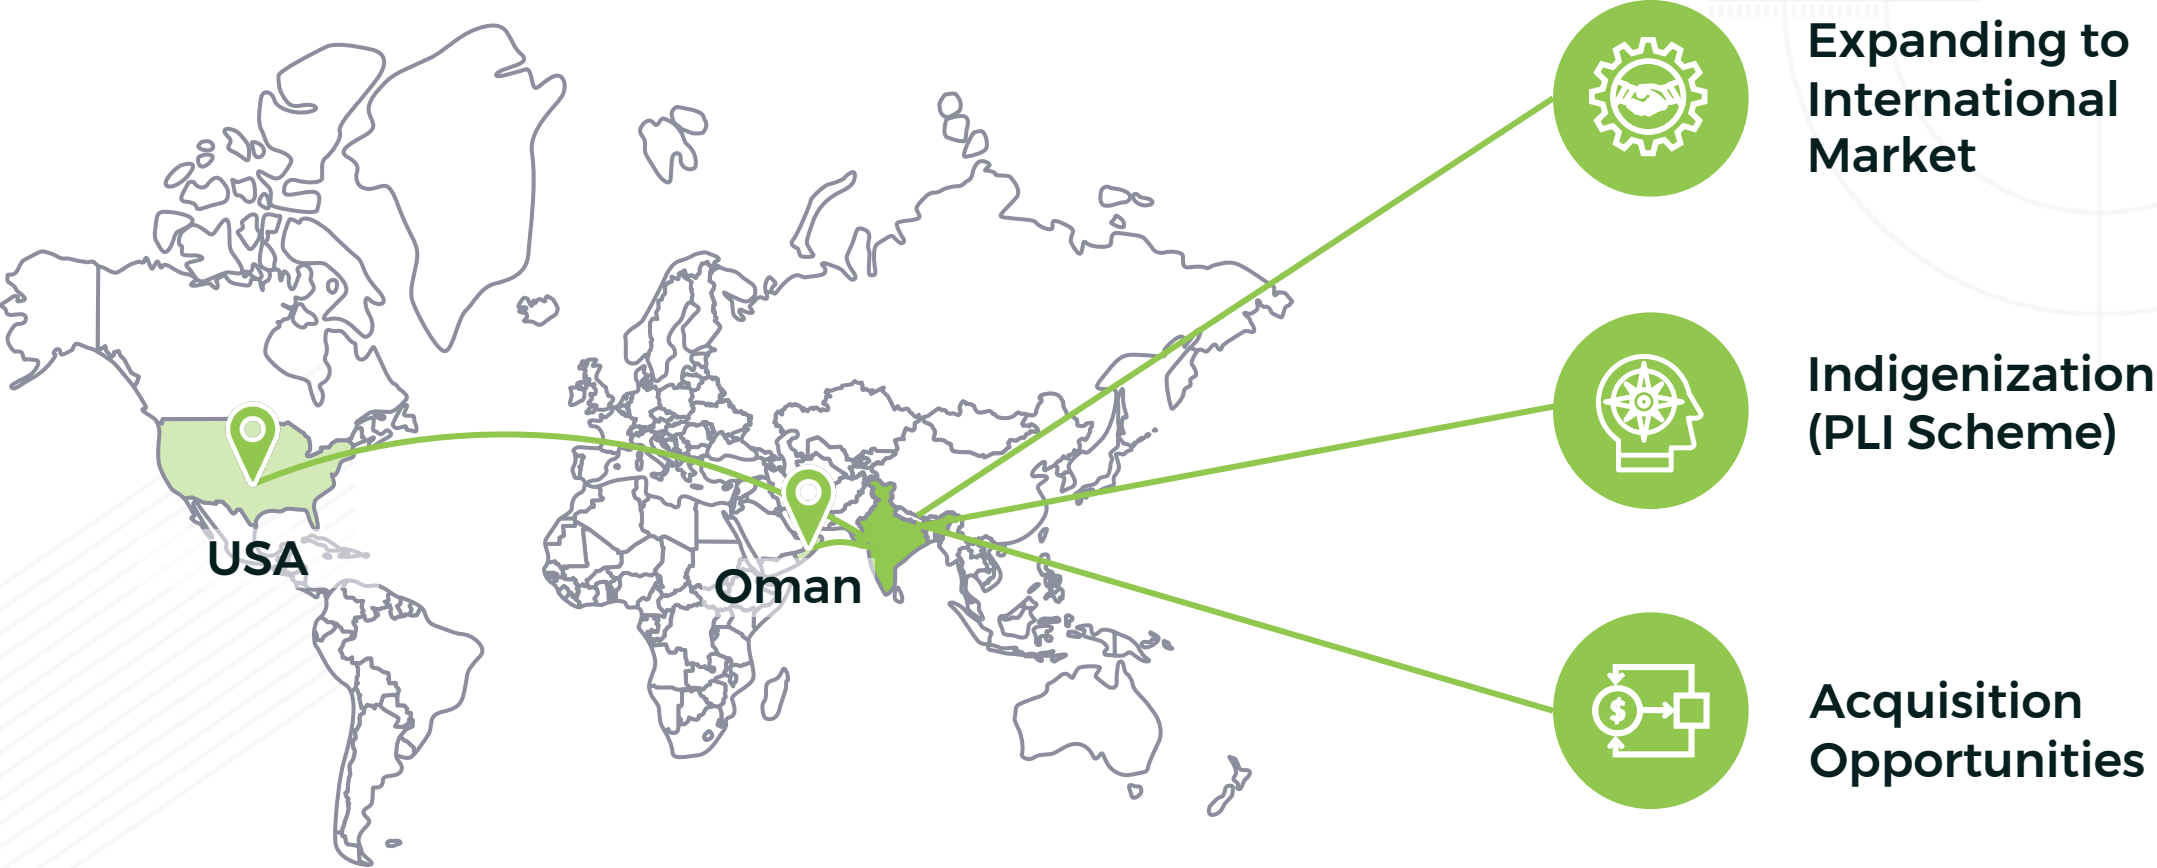 Expanding to
International
Market
Indigenization
(PLI Scheme)
USA
Oman
$
Acquisition
Opportunities